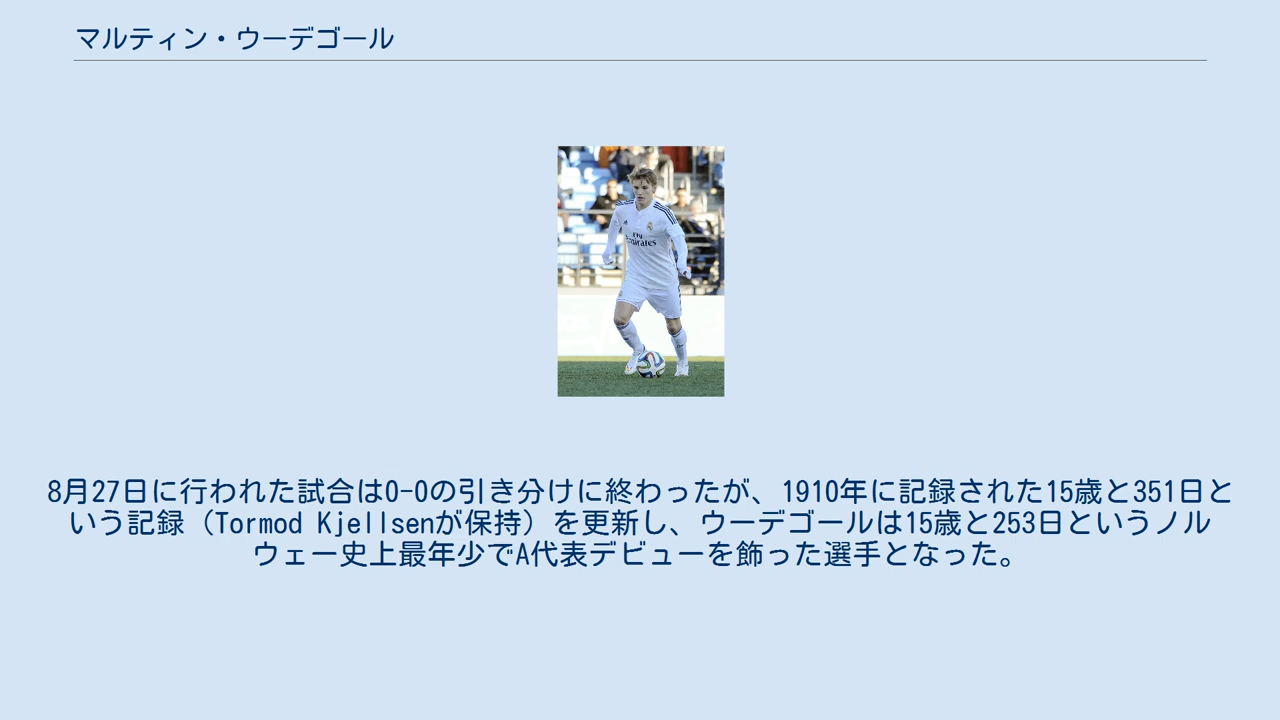 マルティン・ウーデゴール
Fly
Emirates
8月27日に行われた試合は0-0の引き分けに終わったが、1910年に記録された15歳と351日と
いう記録（Tormod Kjellsenが保持）を更新し、ウーデゴールは15歳と253日というノル
ウェー史上最年少でA代表デビューを飾った選手となった。